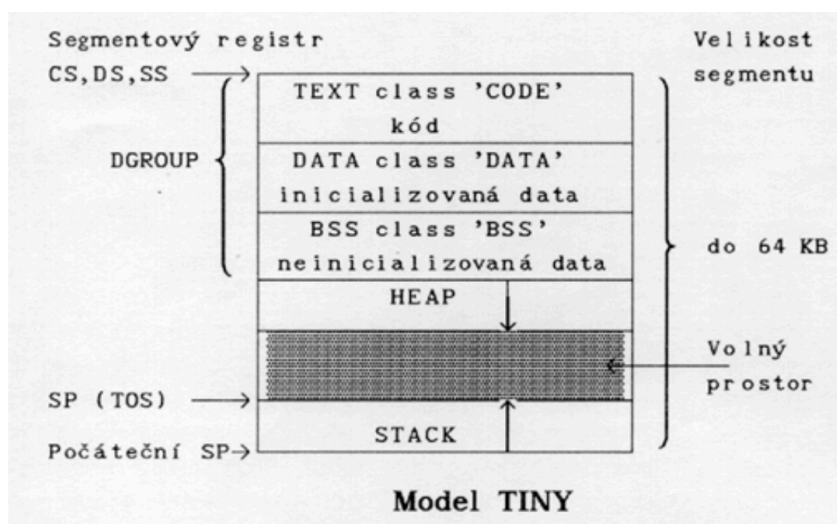 Segmentový registr
Velikost segmentu
CS,DS,SS
TEXT class 'CODE'
kód
DGROUP
DATA class 'DATA'
inicializovaná data
BSS class 'BSS'
neinicializovaná data
do 64 KB
HEAP
Volný prostor
SP (TOS)
STACK
Počáteční SP
Model TINY